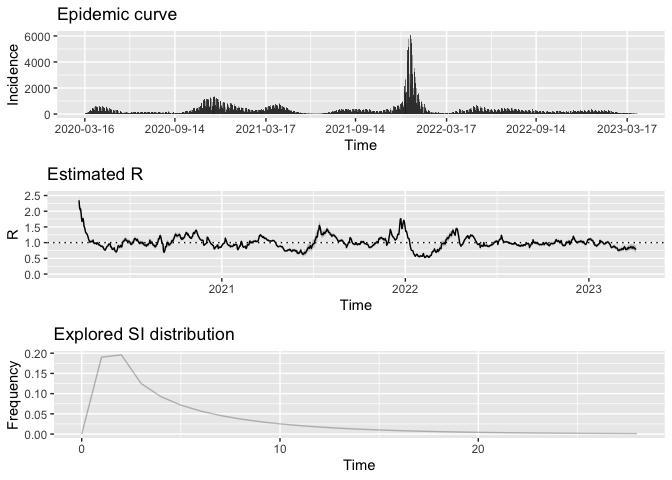 Epidemic curve
6000
4000
2000
0
Incidence
2020-03-16 2020-09-14 2021-03-17 2021-09-14 2022-03-17 2022-09-14 2023-03-17
Time
Estimated R
2.5
2.0
1.5
1.0
0.5
0.0
R
2021 2022 2023
Time
Explored SI distribution
0.20
0.15
0.10
0.05
0.00
Frequency
0 10 20
Time